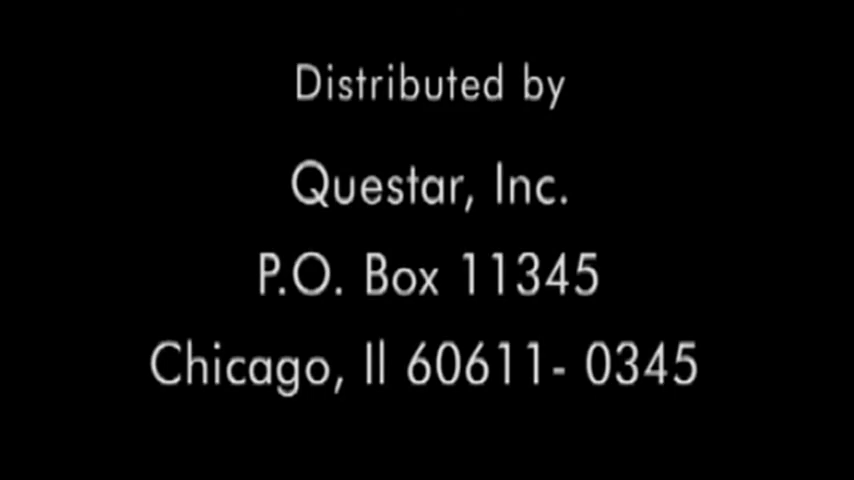 Distributed by
Questar, Inc.
P.O. Box 11345
Chicago, Il 60611- 0345